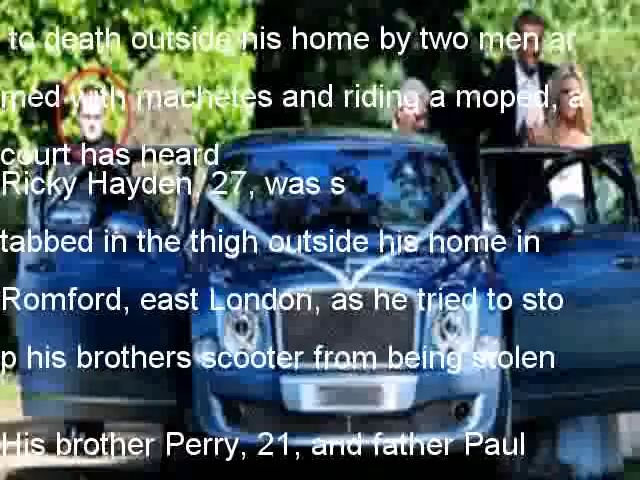 to death outside his home by two men ar
med with machetes and riding a moped, a
court has heard
Ricky Hayden, 27, was s
tabbed in the thigh outside his home in
Romford, east London, as he tried to sto
p his brothers scooter from being stolen
His brother Perry, 21, and father Paul